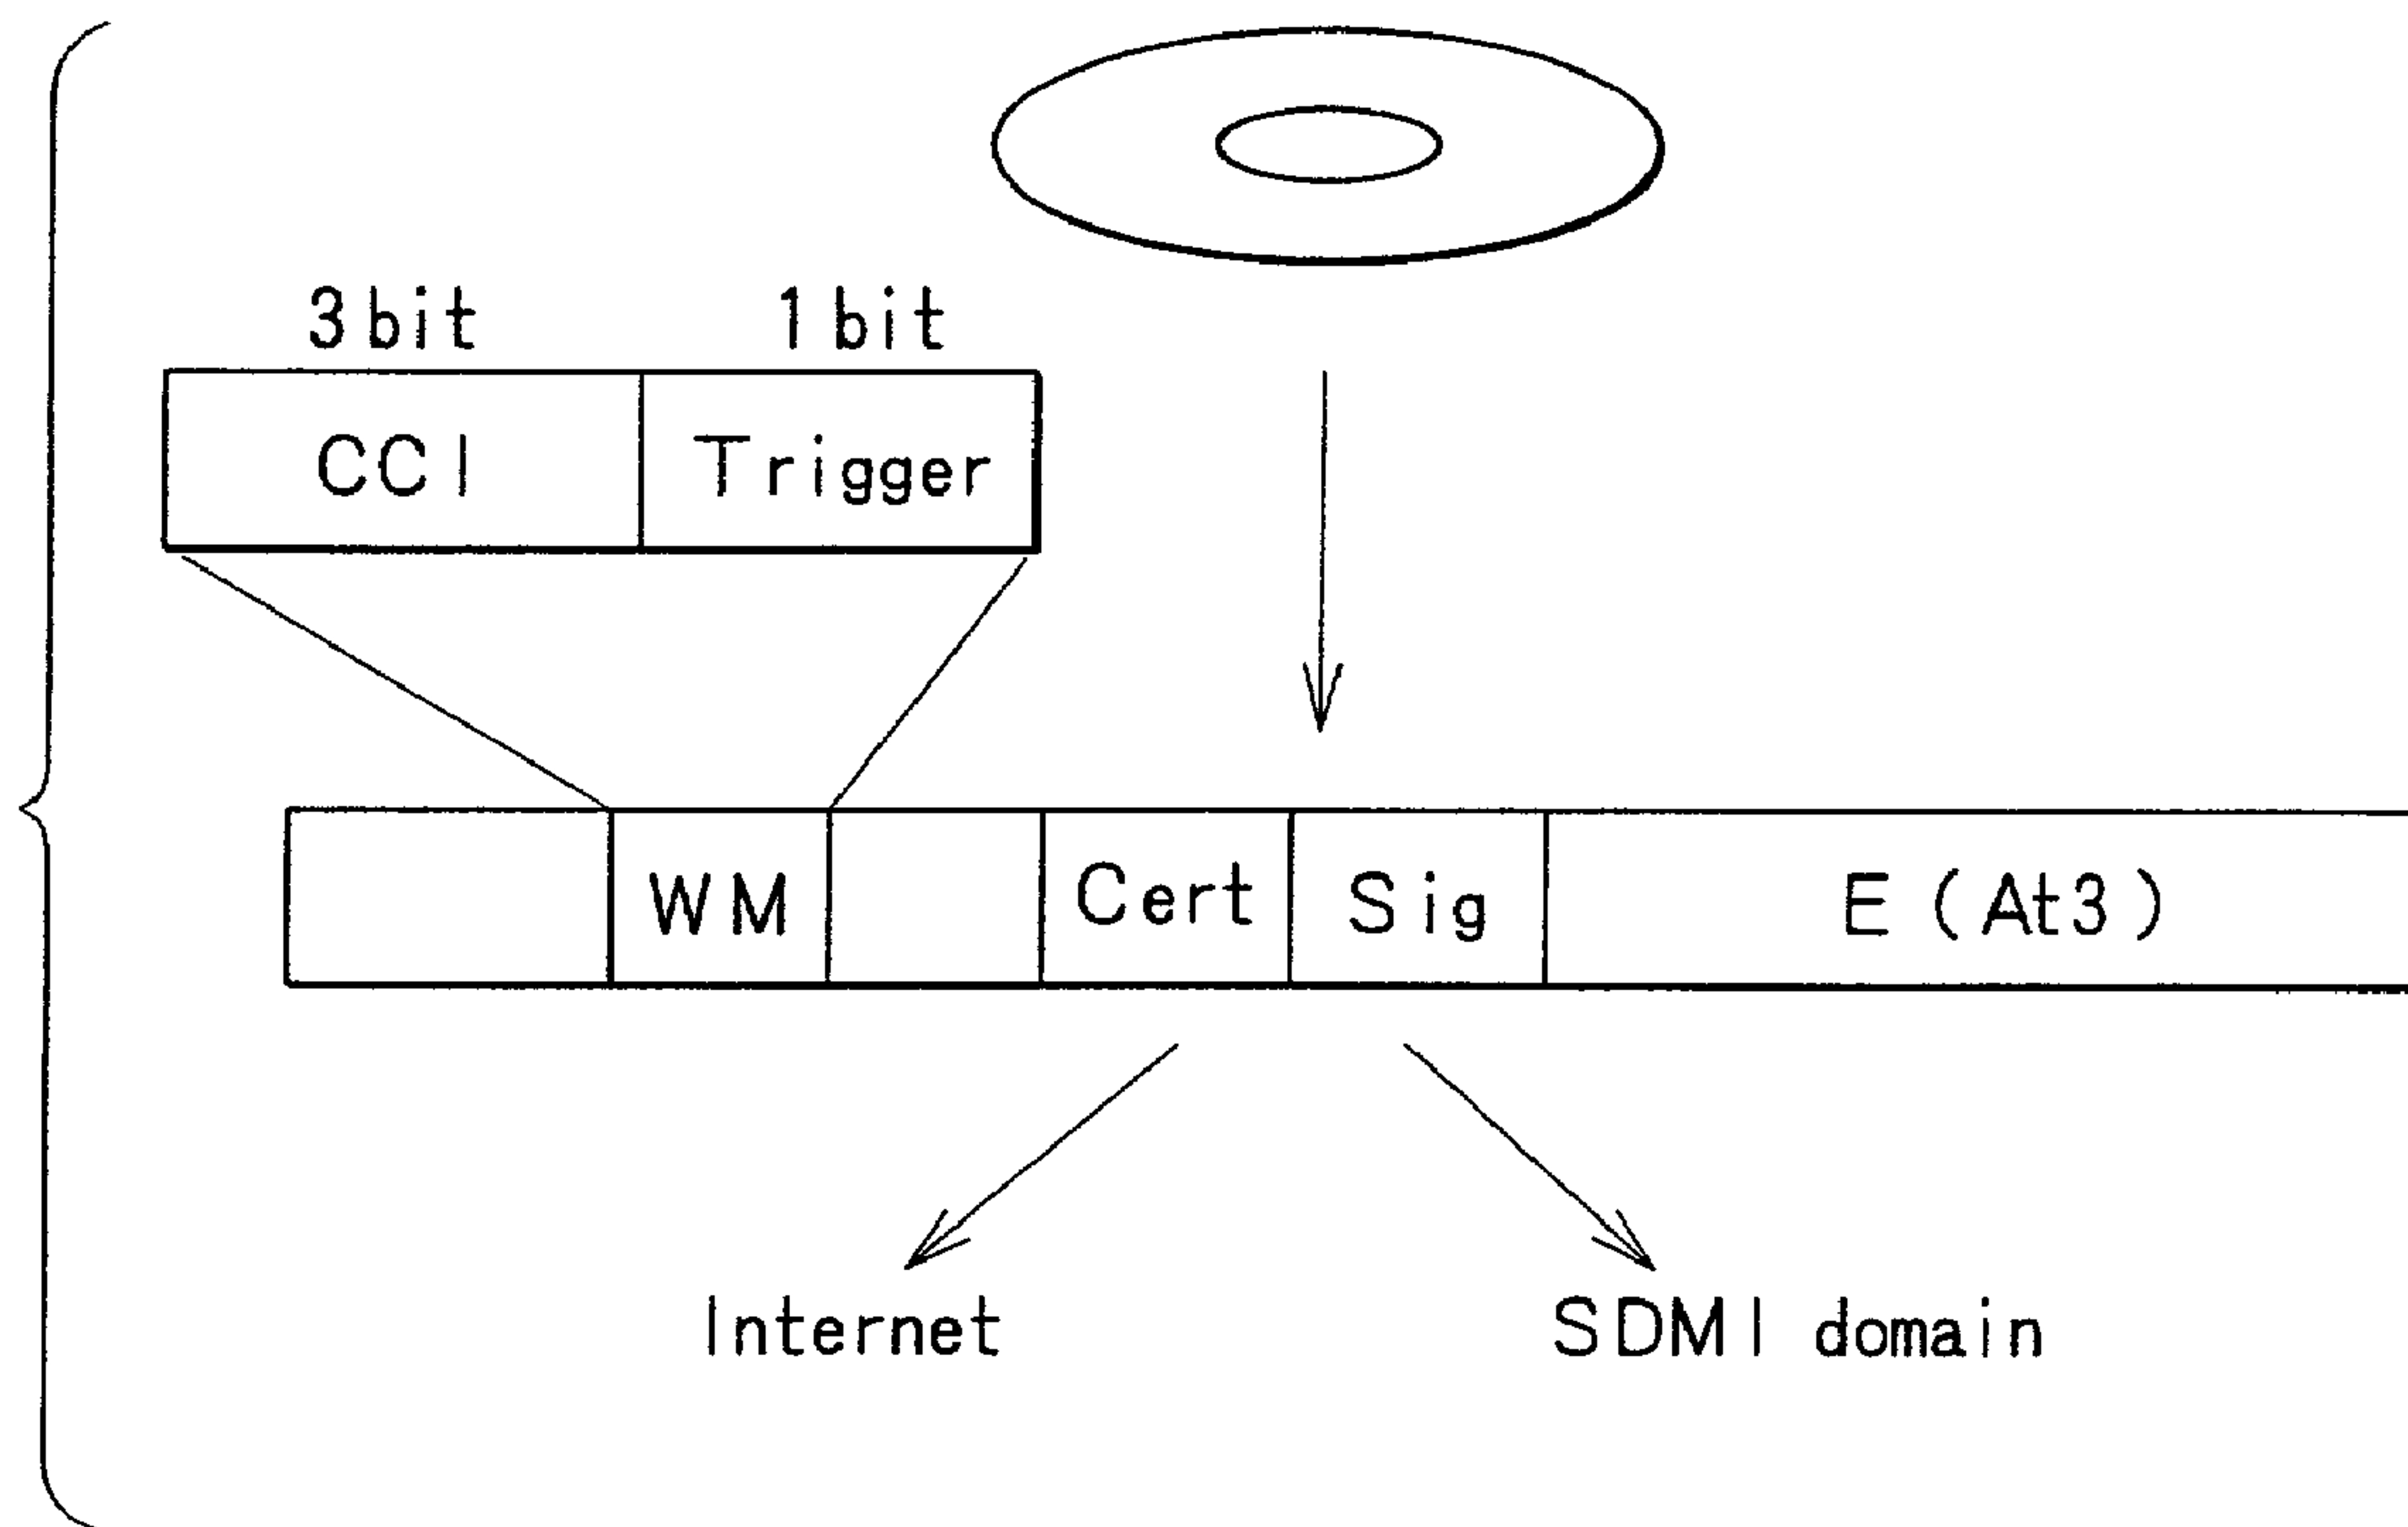 3bit 1bit
CCI Trigger
WM Cert Sig E(At3)
Internet SDMI domain